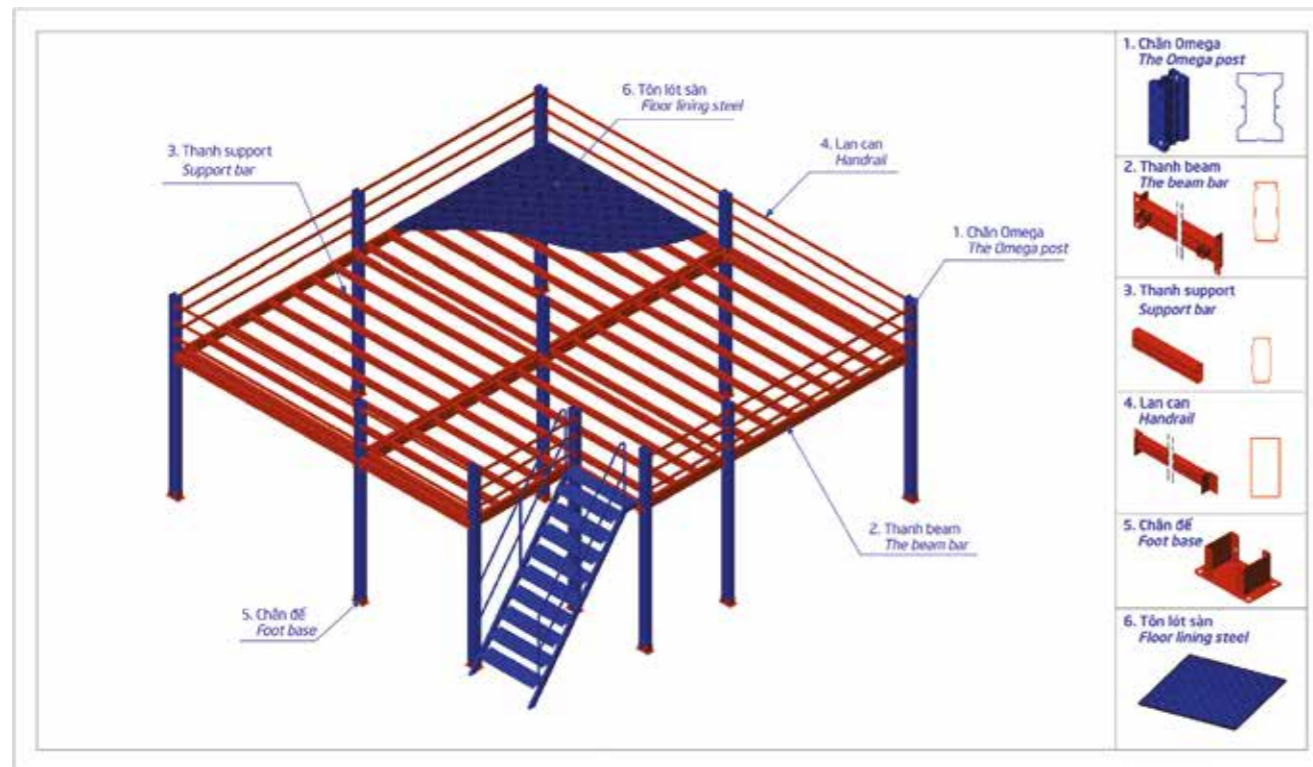 6. Tôn lót sàn
Floor lining steel
3. Thanh support
Support bar
4. Lan can
Handrail
1. Chân Omega
The Omega post
2. Thanh beam
The beam bar
5. Chân đế
Foot base
1. Chân Omega
The Omega post
2. Thanh beam
The beam bar
3. Thanh support
Support bar
4. Lan can
Handrail
5. Chân đế
Foot base
6. Tôn lót sàn
Floor lining steel